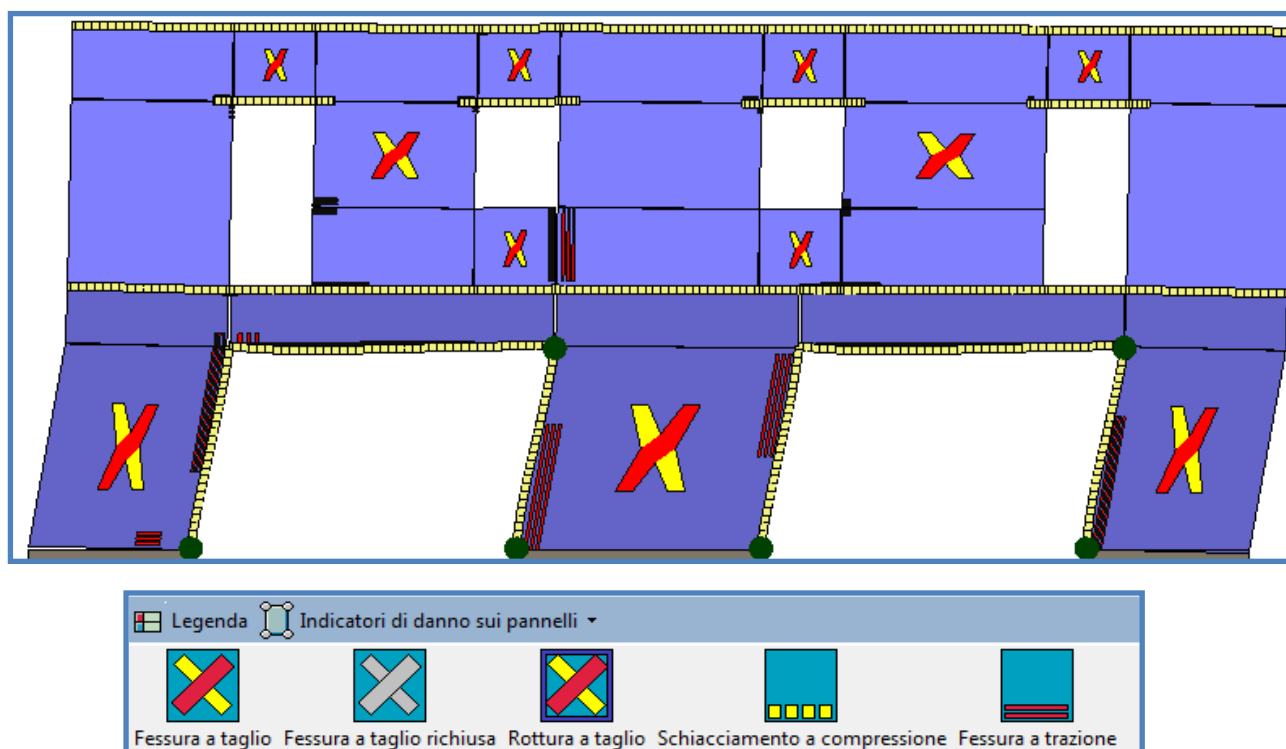 Legenda Indicatori di danno sui pannelli
Fessura a taglio Fessura a taglio richiusa Rottura a taglio Schiacciamento a compressione Fessura a trazione